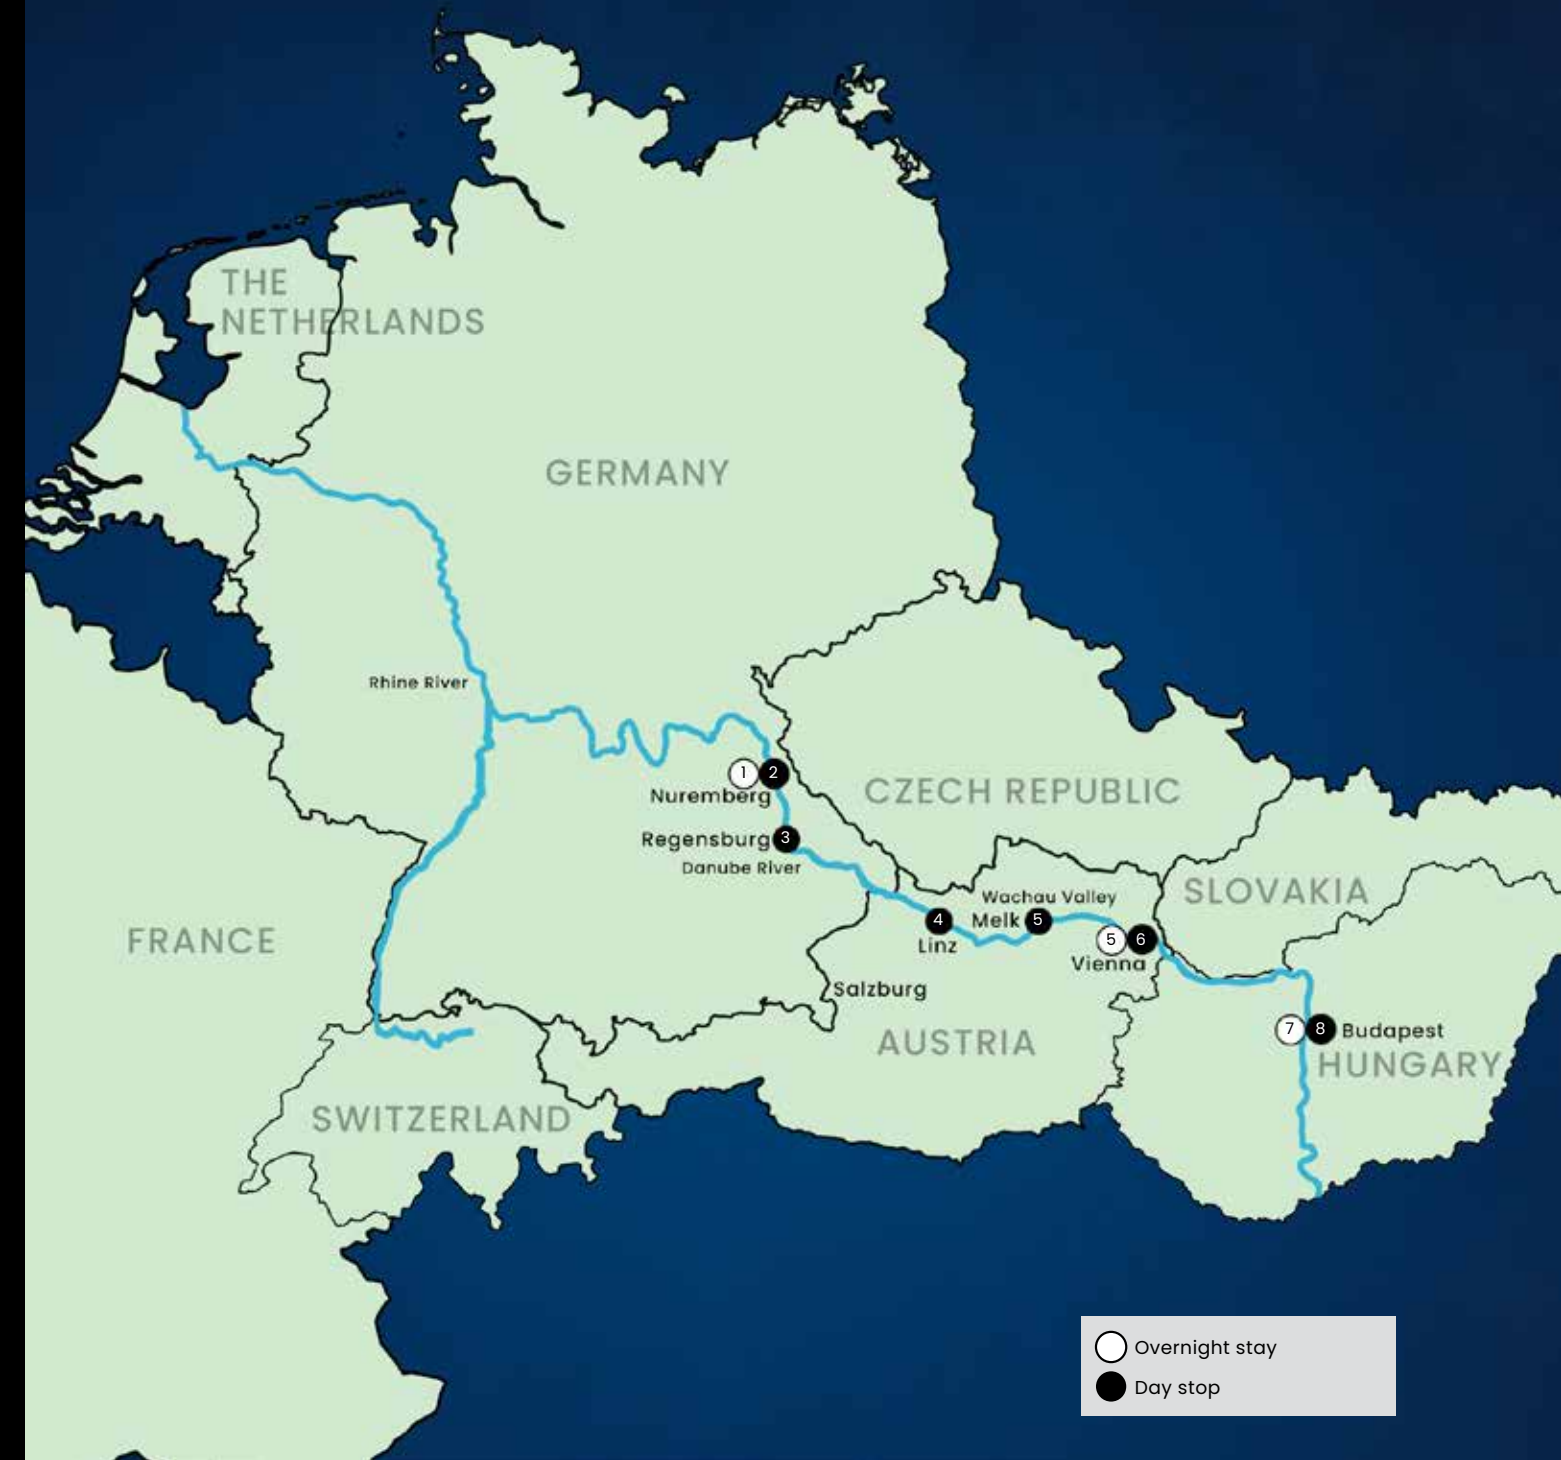 THE
NETHERLANDS
GERMANY
Rhine River
1 2
Nuremberg
CZECH REPUBLIC
Regensburg 3
Danube River
SLOVAKIA
Wachau Valley
4 Melk 5
Linz
5 6
Vienna
FRANCE
Salzburg
AUSTRIA
7 8 Budapest
HUNGARY
SWITZERLAND
Overnight stay
Day stop